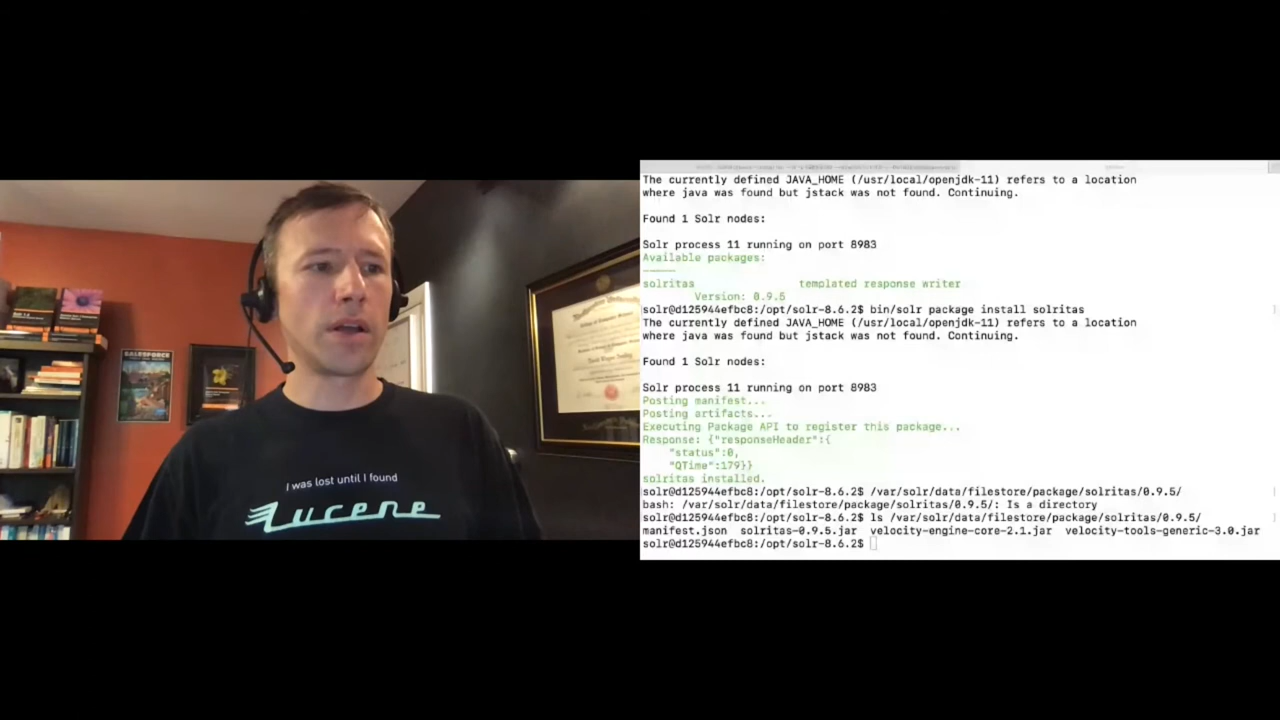 SALESFORCE
I was lost until I found
Lucene
The currently defined JAVA_HOME (/usr/local/openjdk-11) refers to a location
where java was found but jstack was not found. Continuing.
Found 1 Solr nodes:
Solr process 11 running on port 8983
Available packages:
-----
solritas templated response writer
Version: 0.9.5
solr@d125944efbc8:/opt/solr-8.6.2$ bin/solr package install solritas
The currently defined JAVA_HOME (/usr/local/openjdk-11) refers to a location
where java was found but jstack was not found. Continuing.
Found 1 Solr nodes:
Solr process 11 running on port 8983
Posting manifest...
Posting artifacts...
Executing Package API to register this package...
Response: {"responseHeader":{
"status":0,
"QTime":179}}
solritas installed.
solr@d125944efbc8:/opt/solr-8.6.2$ /var/solr/data/filestore/package/solritas/0.9.5/
bash: /var/solr/data/filestore/package/solritas/0.9.5/: Is a directory
solr@d125944efbc8:/opt/solr-8.6.2$ ls /var/solr/data/filestore/package/solritas/0.9.5/
manifest.json solritas-0.9.5.jar velocity-engine-core-2.1.jar velocity-tools-generic-3.0.jar
solr@d125944efbc8:/opt/solr-8.6.2$